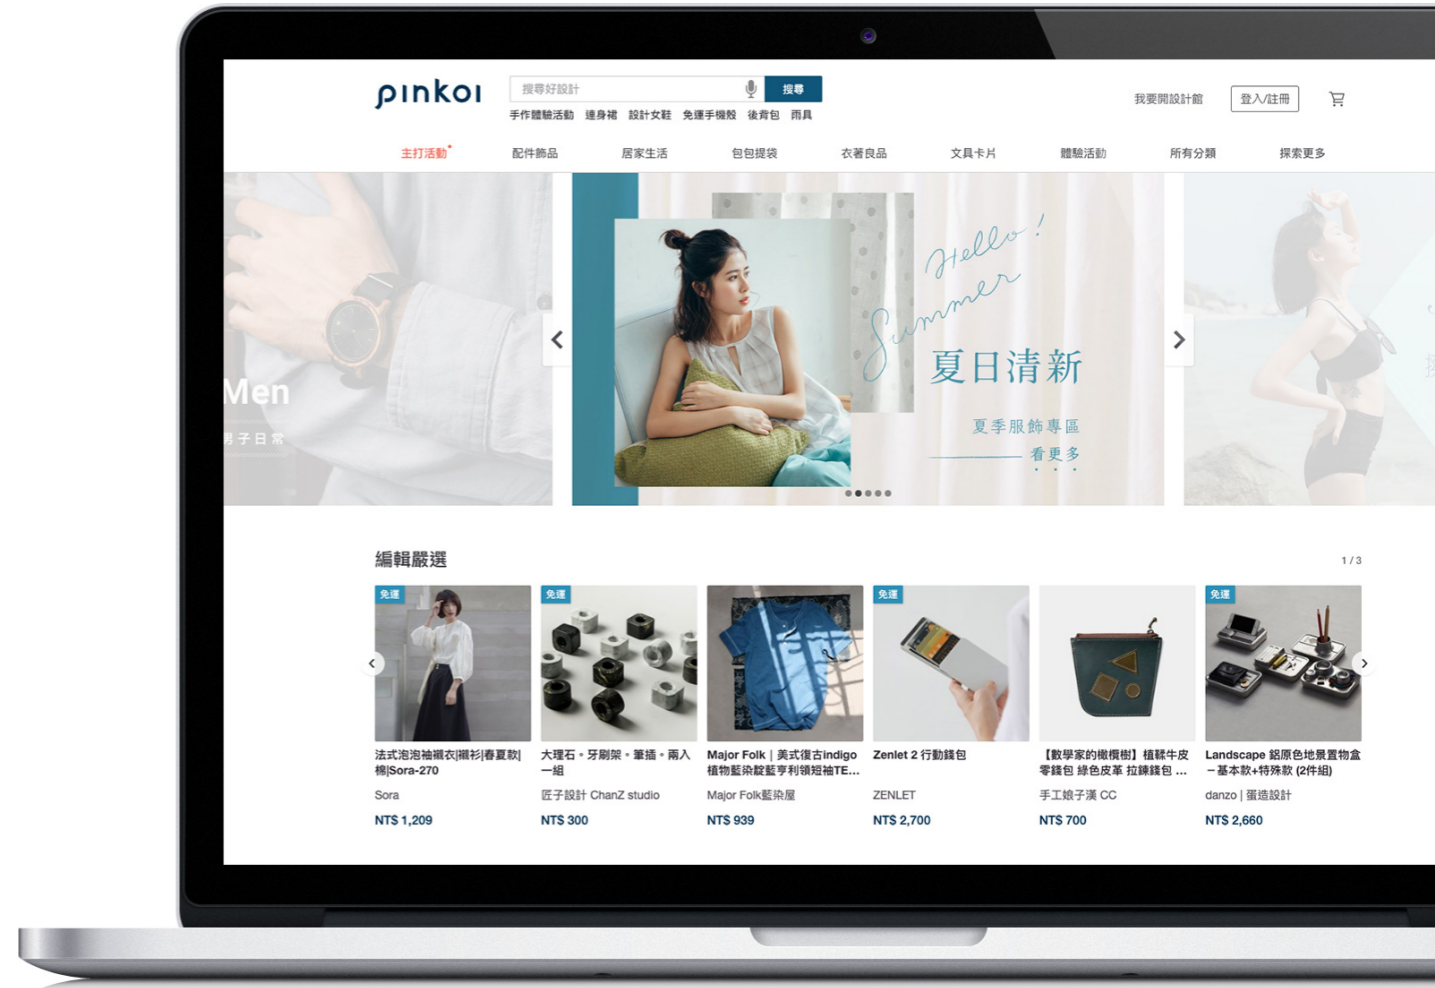 pinkoi
搜尋好設計
搜尋
手作體驗活動 連身裙 設計女鞋 免運手機殼 後背包 雨具
我要開設計館
登入/註冊
主打活動 配件飾品 居家生活 包包提袋 衣著良品 文具卡片 體驗活動 所有分類 探索更多
Men
男子日常
Hello!
Summer
夏日清新
夏季服飾專區
看更多
編輯嚴選
1 / 3
免運
免運
免運
免運
法式泡泡袖襯衣|襯衫|春夏款|
棉|Sora-270
Sora
NT$ 1,209
大理石。牙刷架。筆插。兩入
一組
匠子設計 ChanZ studio
NT$ 300
Major Folk｜美式復古indigo
植物藍染靛藍亨利領短袖TE...
Major Folk藍染屋
NT$ 939
Zenlet 2 行動錢包
ZENLET
NT$ 2,700
【數學家的橄欖樹】植鞣牛皮
零錢包 綠色皮革 拉鍊錢包 ...
手工娘子漢 CC
NT$ 700
Landscape 鋁原色地景置物盒
－基本款+特殊款 (2件組)
danzo | 蛋造設計
NT$ 2,660